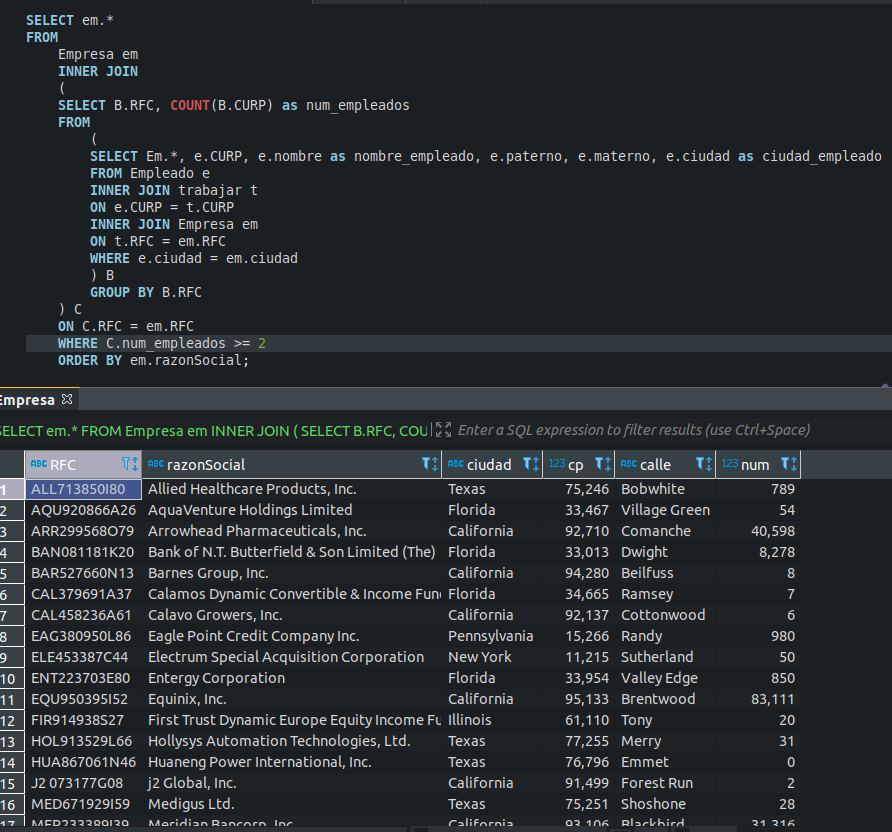 SELECT em.*
FROM
Empresa em
INNER JOIN
(
SELECT B.RFC, COUNT(B.CURP) as num_empleados
FROM
(
SELECT Em.*, e.CURP, e.nombre as nombre_empleado, e.paterno, e.materno, e.ciudad as ciudad_empleado
FROM Empleado e
INNER JOIN trabajar t
ON e.CURP = t.CURP
INNER JOIN Empresa em
ON t.RFC = em.RFC
WHERE e.ciudad = em.ciudad
) B
GROUP BY B.RFC
) C
ON C.RFC = em.RFC
WHERE C.num_empleados >= 2
ORDER BY em.razonSocial;
Empresa
SELECT em.* FROM Empresa em INNER JOIN ( SELECT B.RFC, COU Enter a SQL expression to filter results (use Ctrl+Space)
ABC RFC ABC razonSocial ABC ciudad 123 cp ABC calle 123 num
1 ALL713850I80 Allied Healthcare Products, Inc. Texas 75,246 Bobwhite 789
2 AQU920866A26 AquaVenture Holdings Limited Florida 33,467 Village Green 54
3 ARR299568O79 Arrowhead Pharmaceuticals, Inc. California 92,710 Comanche 40,598
4 BAN081181K20 Bank of N.T. Butterfield & Son Limited (The) Florida 33,013 Dwight 8,278
5 BAR527660N13 Barnes Group, Inc. California 94,280 Beilfuss 8
6 CAL379691A37 Calamos Dynamic Convertible & Income Fun Florida 34,665 Ramsey 7
7 CAL458236A61 Calavo Growers, Inc. California 92,137 Cottonwood 6
8 EAG380950L86 Eagle Point Credit Company Inc. Pennsylvania 15,266 Randy 980
9 ELE453387C44 Electrum Special Acquisition Corporation New York 11,215 Sutherland 50
10 ENT223703E80 Entergy Corporation Florida 33,954 Valley Edge 850
11 EQU950395I52 Equinix, Inc. California 95,133 Brentwood 83,111
12 FIR914938S27 First Trust Dynamic Europe Equity Income Fu Illinois 61,110 Tony 20
13 HOL913529L66 Hollysys Automation Technologies, Ltd. Texas 77,255 Merry 31
14 HUA867061N46 Huaneng Power International, Inc. Texas 76,796 Emmet 0
15 J2 073177G08 j2 Global, Inc. California 91,499 Forest Run 2
16 MED671929I59 Medigus Ltd. Texas 75,251 Shoshone 28
17 MER233389I39 Meridian Bancorp, Inc. California 93,106 Blackbird 31,316